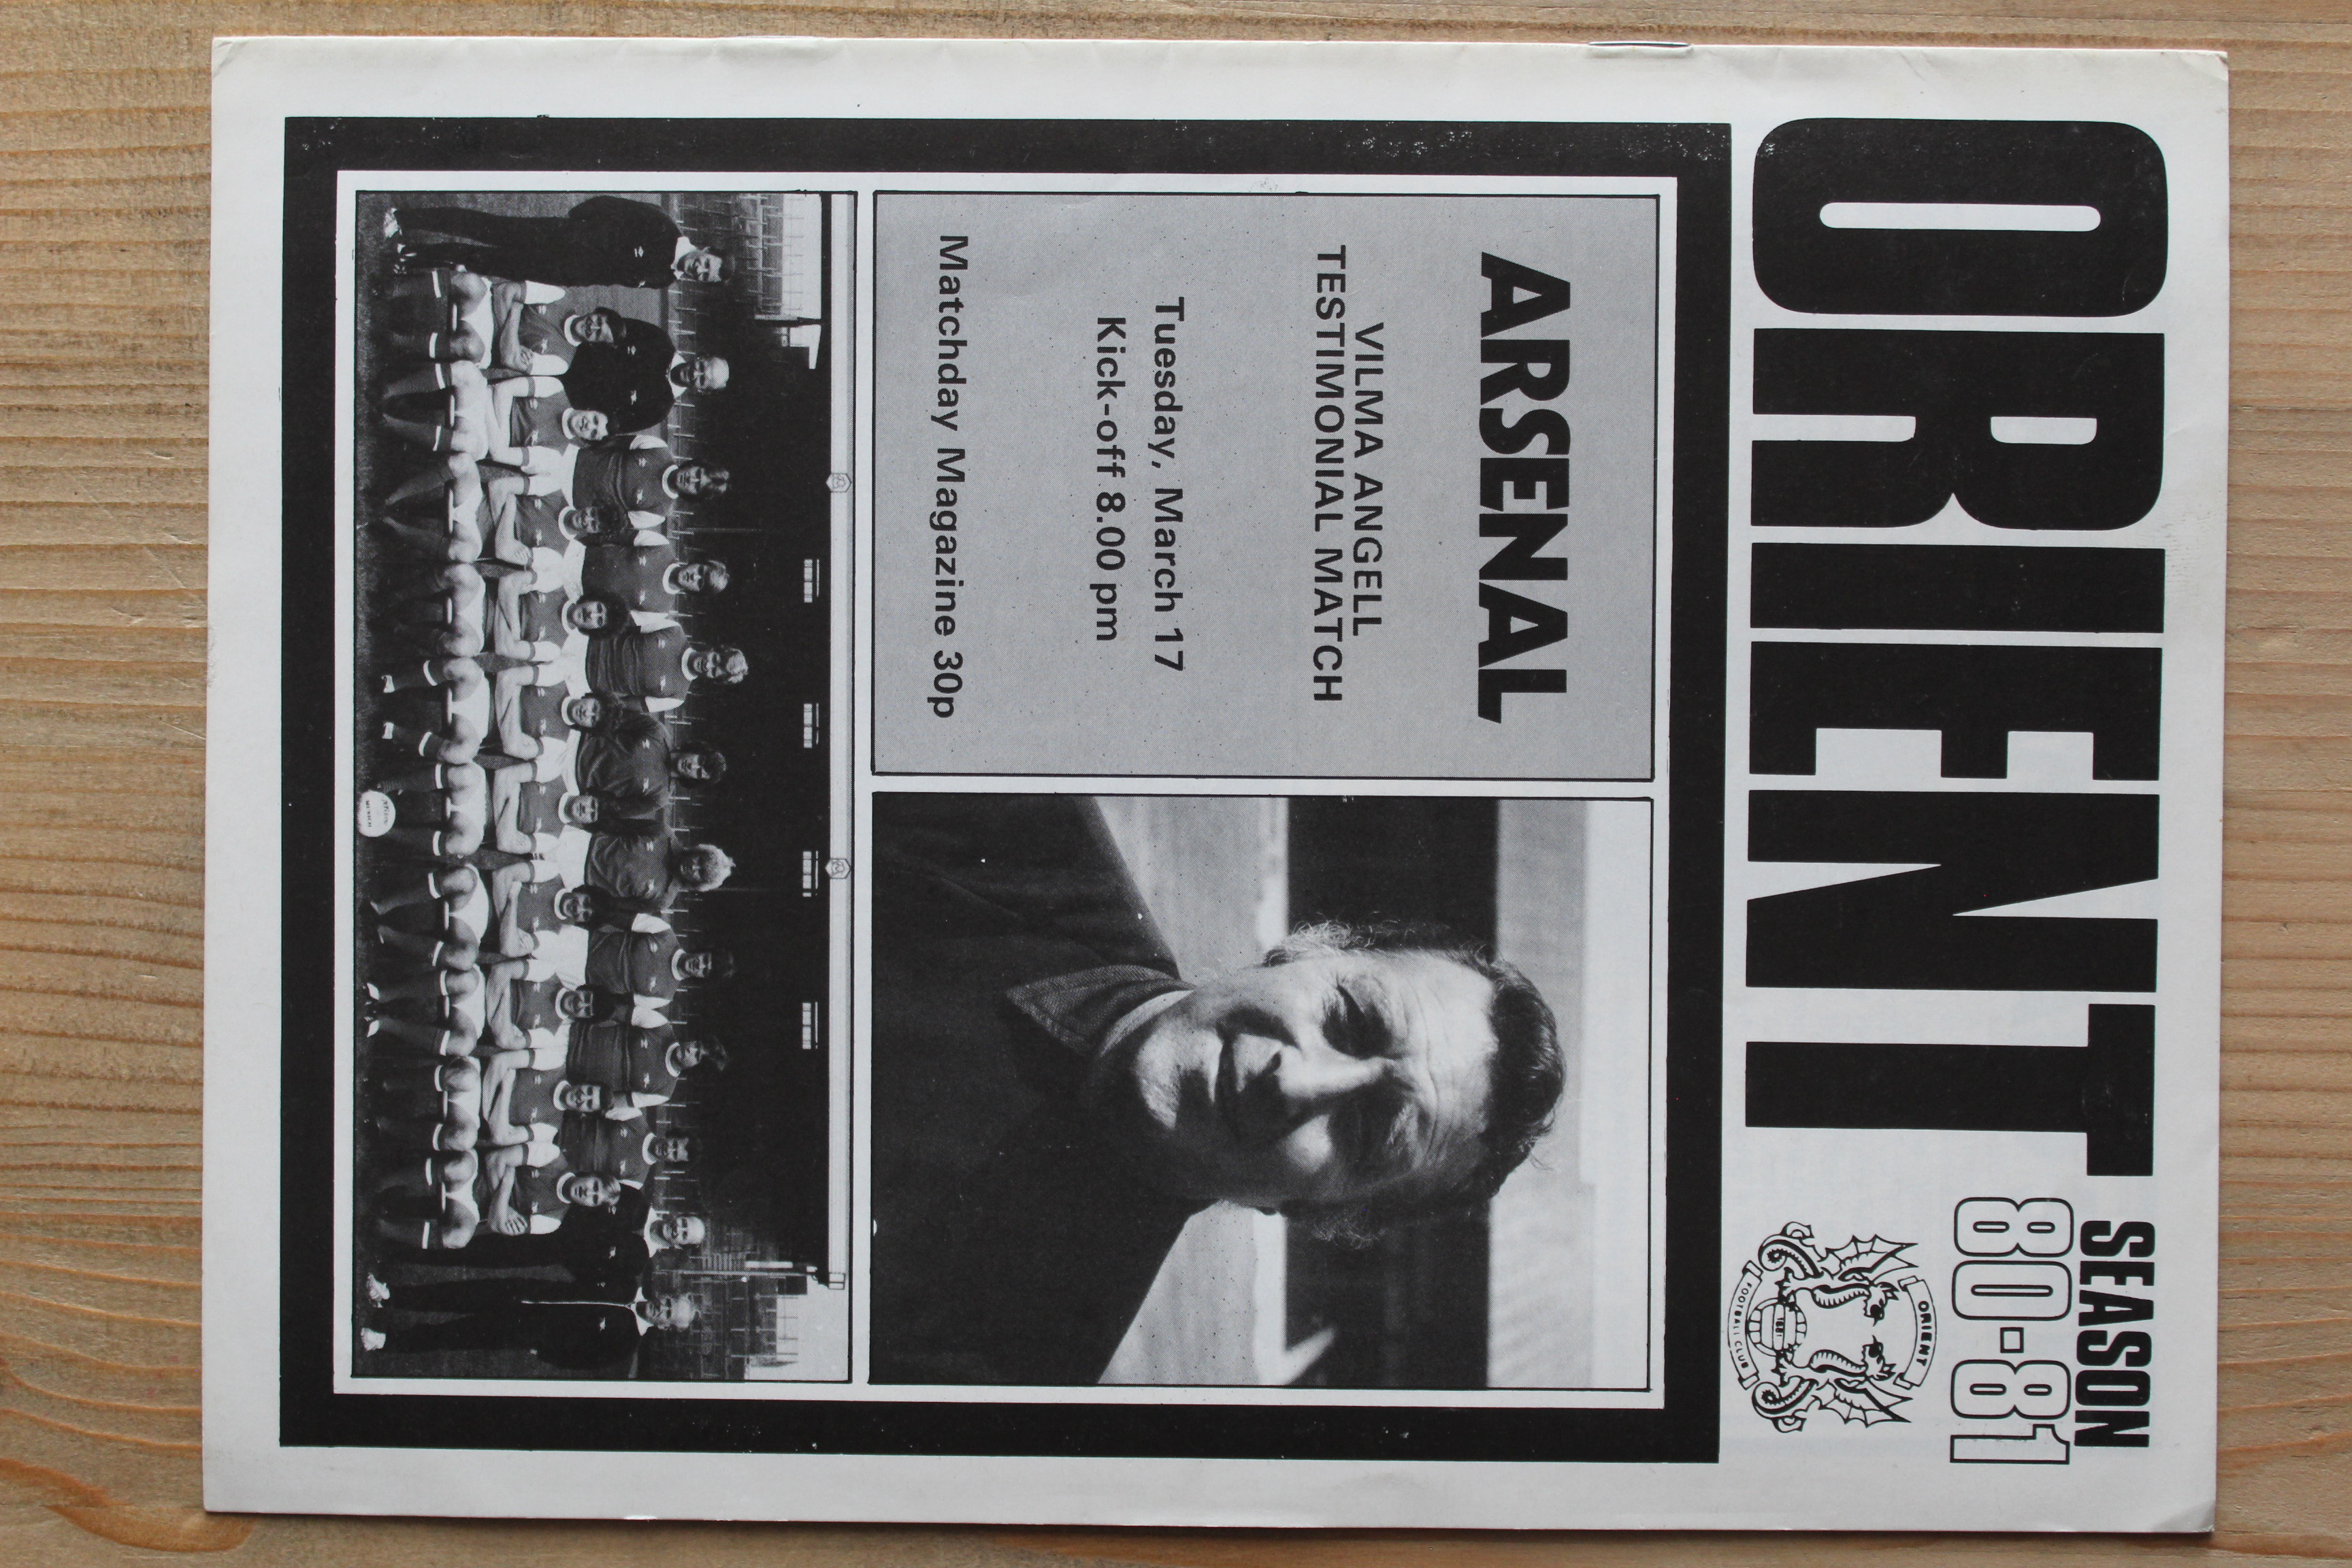 ORIENT
SEASON
80-81
ORIENT
FOOTBALL CLUB
ARSENAL
VILMA ANGELL
TESTIMONIAL MATCH
Tuesday, March 17
Kick-off 8.00 pm
Matchday Magazine 30p